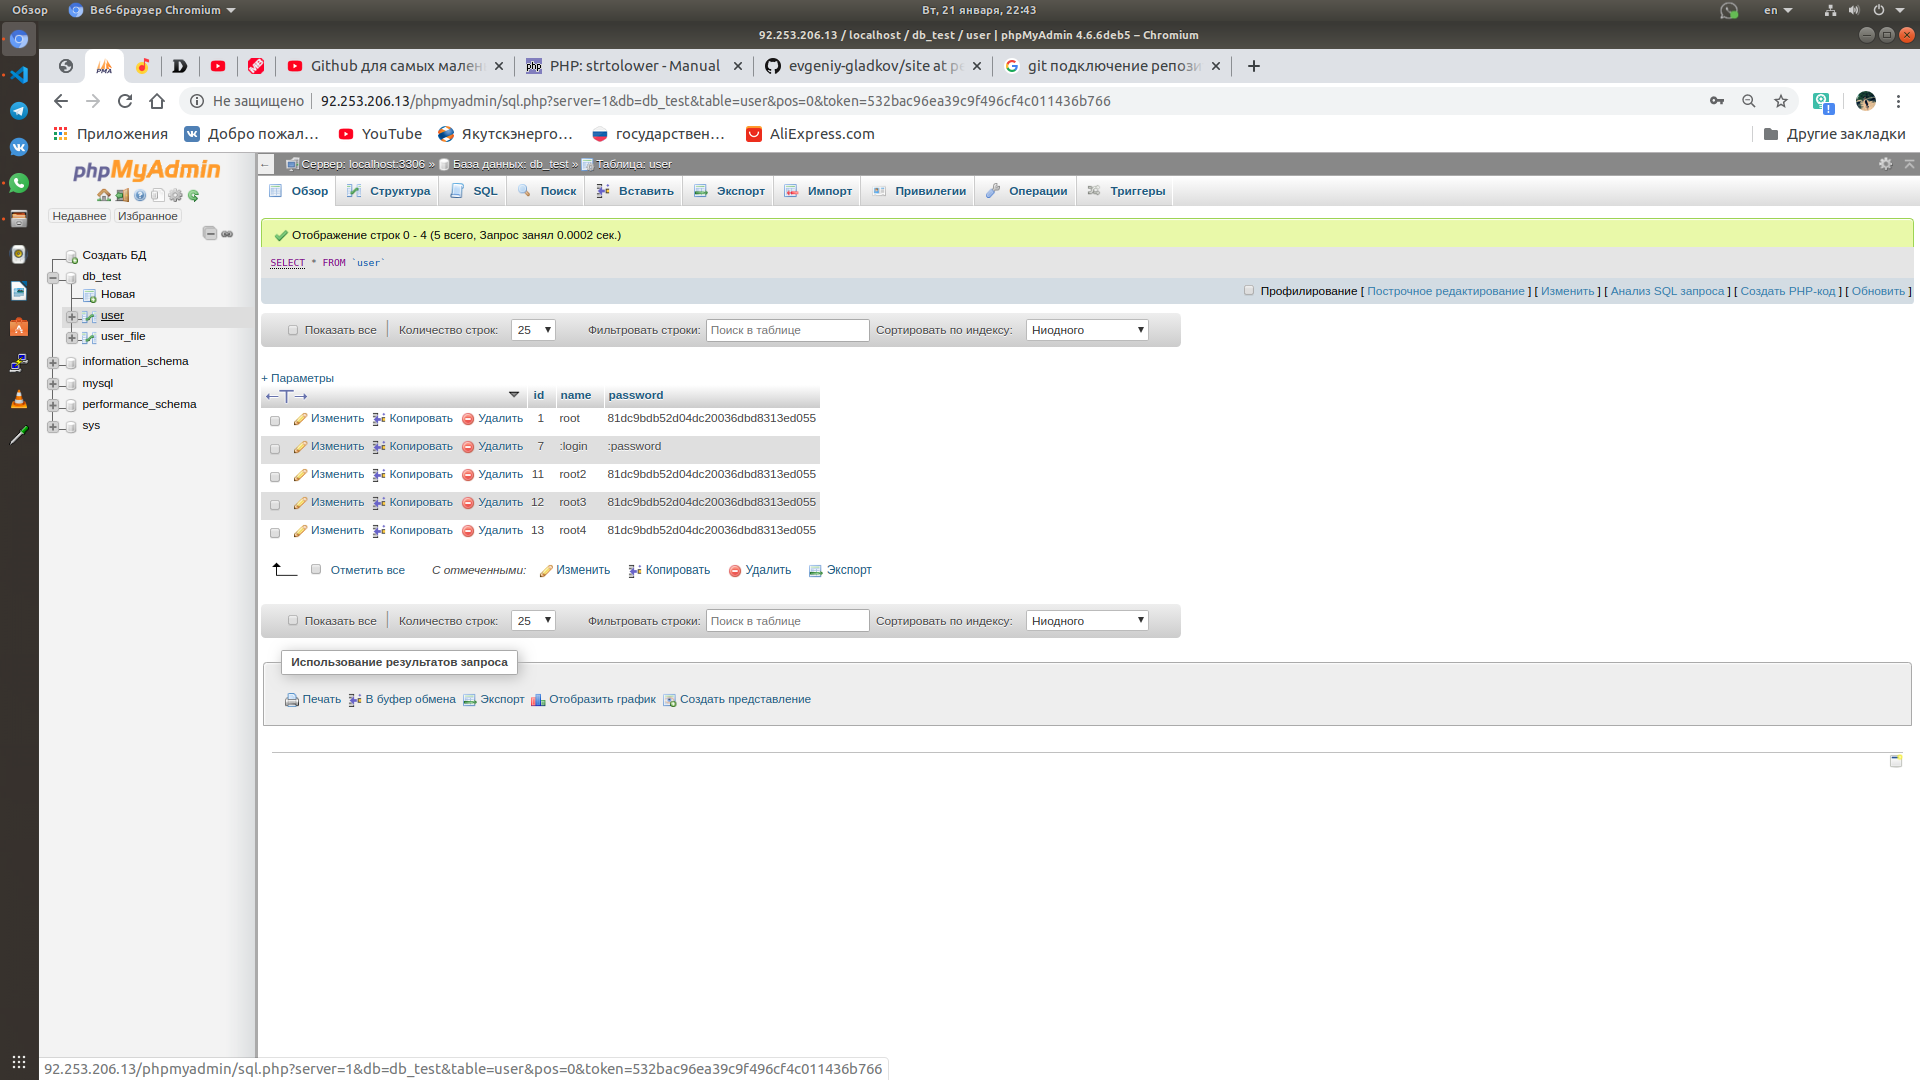 Обзор
Веб-браузер Chromium
Вт, 21 января, 22:43
en
92.253.206.13 / localhost / db_test / user | phpMyAdmin 4.6.6deb5 – Chromium
Github для самых мален
PHP: strtolower - Manual
evgeniy-gladkov/site at
git подключение репози
Не защищено
92.253.206.13/phpmyadmin/sql.php?server=1&db=db_test&table=user&pos=0&token=532bac96ea39c9f496cf4c011436b766
Приложения
Добро пожал...
YouTube
Якутскэнерго...
государствен...
AliExpress.com
Другие закладки
phpMyAdmin
Недавнее
Избранное
Создать БД
db_test
Новая
user
user_file
information_schema
mysql
performance_schema
sys
Сервер: localhost:3306 » База данных: db_test » Таблица: user
Обзор
Структура
SQL
Поиск
Вставить
Экспорт
Импорт
Привилегии
Операции
Триггеры
Отображение строк 0 - 4 (5 всего, Запрос занял 0.0002 сек.)
SELECT * FROM `user`
Профилирование [ Построчное редактирование ] [ Изменить ] [ Анализ SQL запроса ] [ Создать PHP-код ] [ Обновить ]
Показать все | Количество строк: 25 Фильтровать строки: Поиск в таблице Сортировать по индексу: Ниодного
+ Параметры
←T→ id name password
Изменить Копировать Удалить 1 root 81dc9bdb52d04dc20036dbd8313ed055
Изменить Копировать Удалить 7 :login :password
Изменить Копировать Удалить 11 root2 81dc9bdb52d04dc20036dbd8313ed055
Изменить Копировать Удалить 12 root3 81dc9bdb52d04dc20036dbd8313ed055
Изменить Копировать Удалить 13 root4 81dc9bdb52d04dc20036dbd8313ed055
Отметить все С отмеченными: Изменить Копировать Удалить Экспорт
Показать все | Количество строк: 25 Фильтровать строки: Поиск в таблице Сортировать по индексу: Ниодного
Использование результатов запроса
Печать В буфер обмена Экспорт Отобразить график Создать представление
92.253.206.13/phpmyadmin/sql.php?server=1&db=db_test&table=user&pos=0&token=532bac96ea39c9f496cf4c011436b766